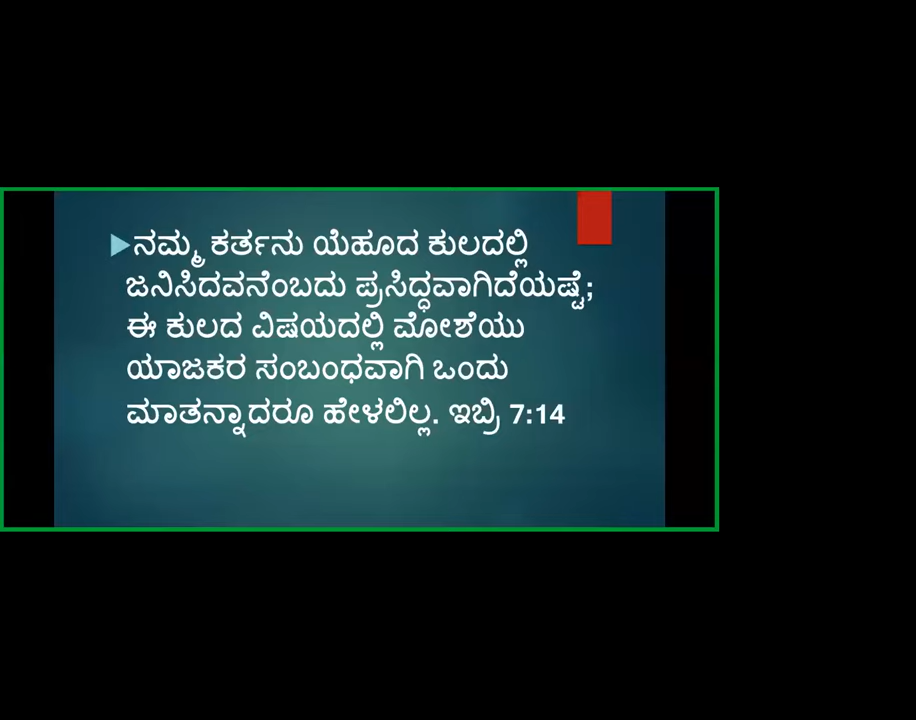 ನಮ್ಮ ಕರ್ತನು ಯೆಹೂದ ಕುಲದಲ್ಲಿ
ಜನಿಸಿದವನೆಂಬದು ಪ್ರಸಿದ್ಧವಾಗಿದೆಯಷ್ಟೆ;
ಈ ಕುಲದ ವಿಷಯದಲ್ಲಿ ಮೋಶೆಯು
ಯಾಜಕರ ಸಂಬಂಧವಾಗಿ ಒಂದು
ಮಾತನ್ನಾದರೂ ಹೇಳಲಿಲ್ಲ. ಇಬ್ರಿ 7:14